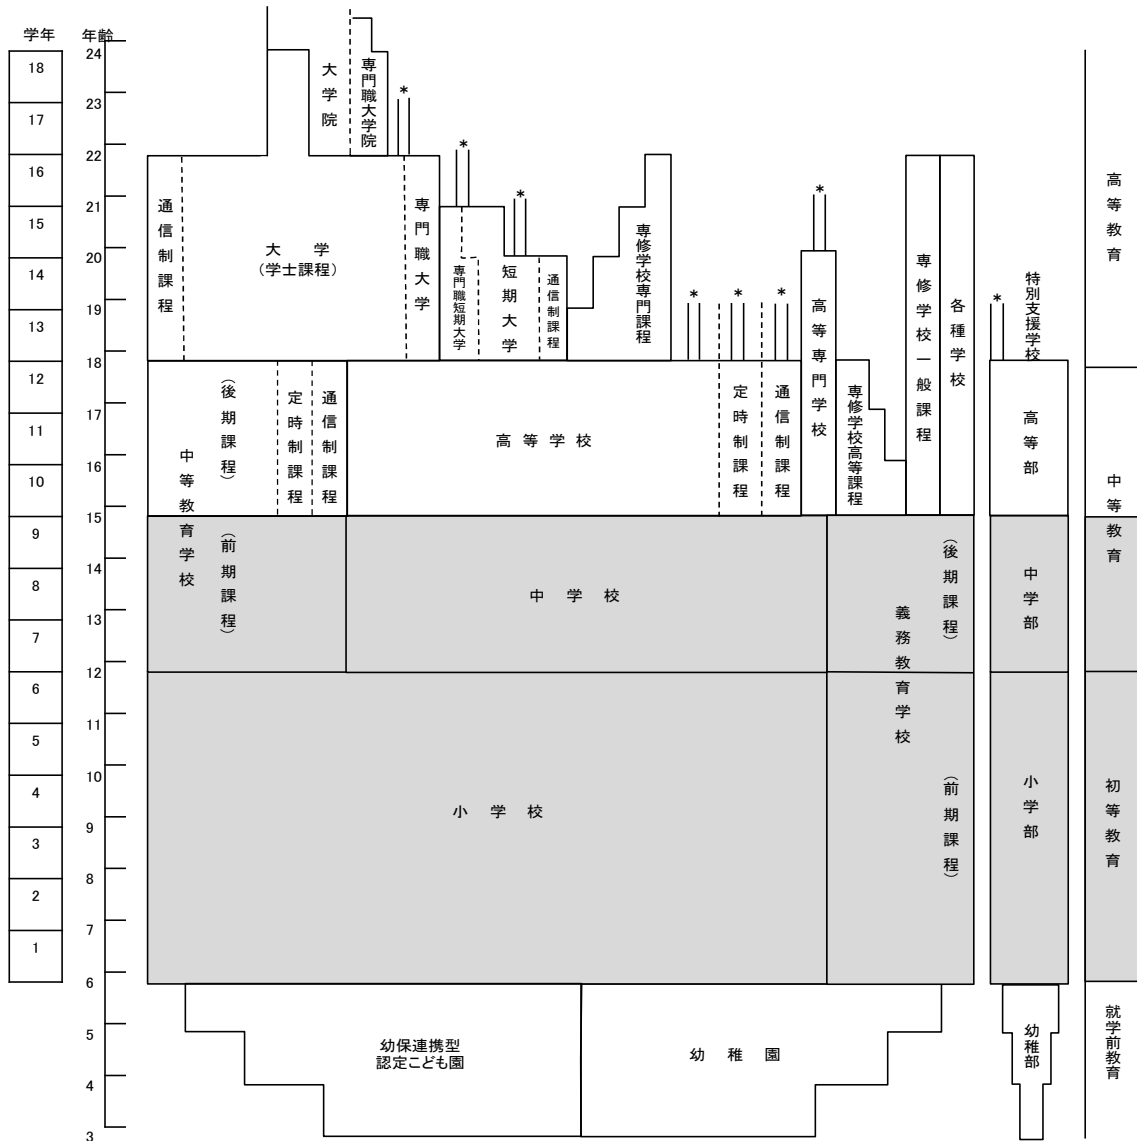 学年
年齢
18
17
16
15
14
13
12
11
10
9
8
7
6
5
4
3
2
1
24
23
22
21
20
19
18
17
16
15
14
13
12
11
10
9
8
7
6
5
4
3
大学院
専門職大学院
*
*
*
*
*
*
*
*
通信制課程
大学
(学士課程)
専門職大学
専門職短期大学
短期大学
通信制課程
専修学校専門課程
高等専門学校
専修学校一般課程
各種学校
特別支援学校
高等教育
中等教育学校
(後期課程)
定時制課程
通信制課程
高等学校
定時制課程
通信制課程
専修学校高等課程
高等部
中等教育
(前期課程)
中学校
義務教育学校
(後期課程)
中学部
小学校
(前期課程)
小学部
初等教育
幼保連携型
認定こども園
幼稚園
幼稚部
就学前教育